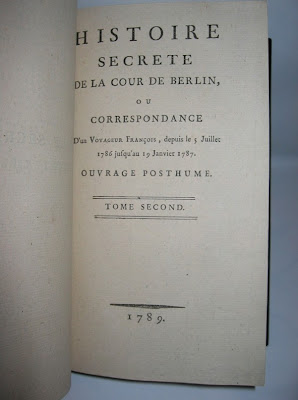 HISTOIRE
SECRETE
DE LA COUR DE BERLIN,
OU
CORRESPONDANCE
D'un VOYAGEUR FRANÇOIS, depuis le 5 Juillet
1786 jusqu'au 19 Janvier 1787.
OUVRAGE POSTHUME.
TOME SECOND.
1789.